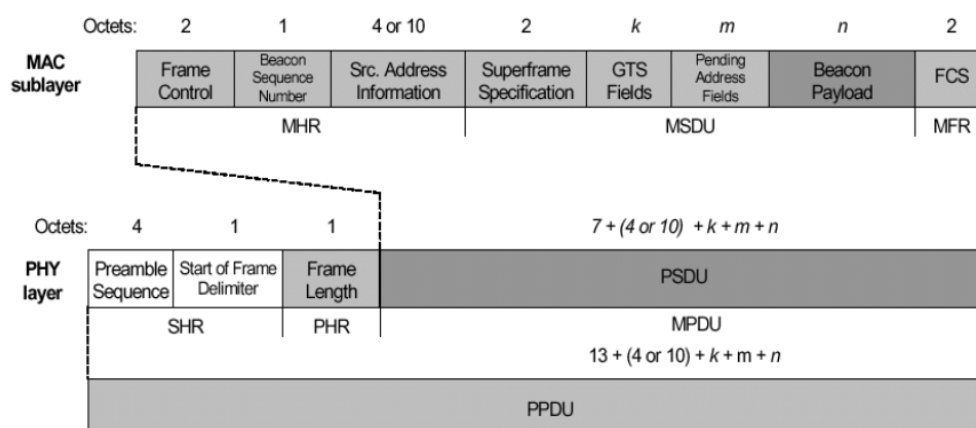 Octets: 2 1 4 or 10 2 k m n 2
MAC sublayer
Frame Control
Beacon Sequence Number
Src. Address Information
Superframe Specification
GTS Fields
Pending Address Fields
Beacon Payload
FCS
MHR MSDU MFR
Octets: 4 1 1 7 + (4 or 10) + k + m + n
PHY layer
Preamble Sequence
Start of Frame Delimiter
Frame Length
PSDU
SHR PHR MPDU
13 + (4 or 10) + k + m + n
PPDU